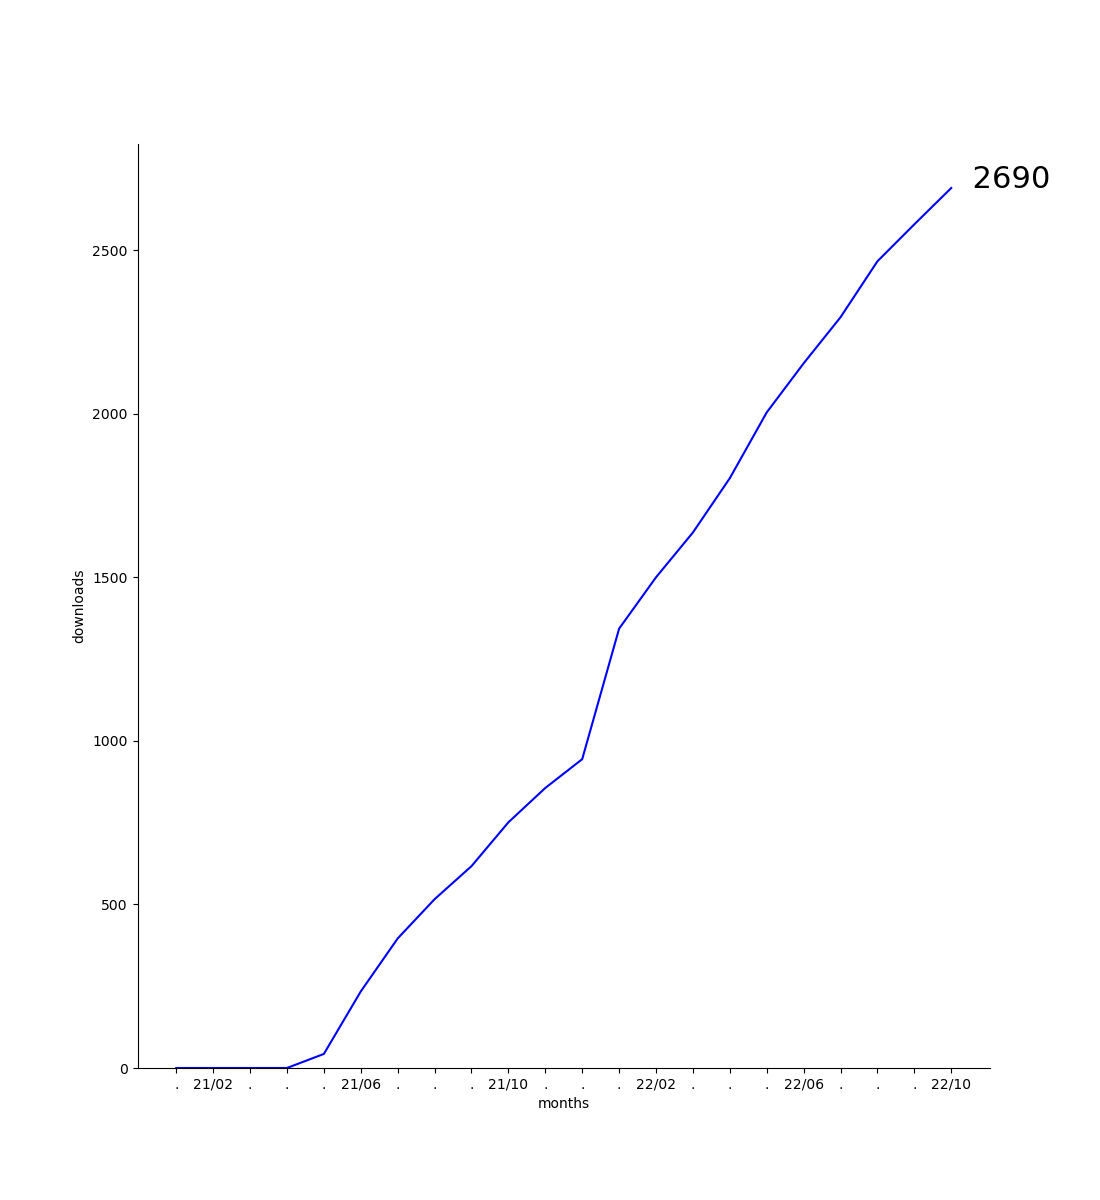 2690
2500
2000
1500
1000
500
0
downloads
. 21/02 . . . 21/06 . . . 21/10 . . . 22/02 . . . 22/06 . . . 22/10
months